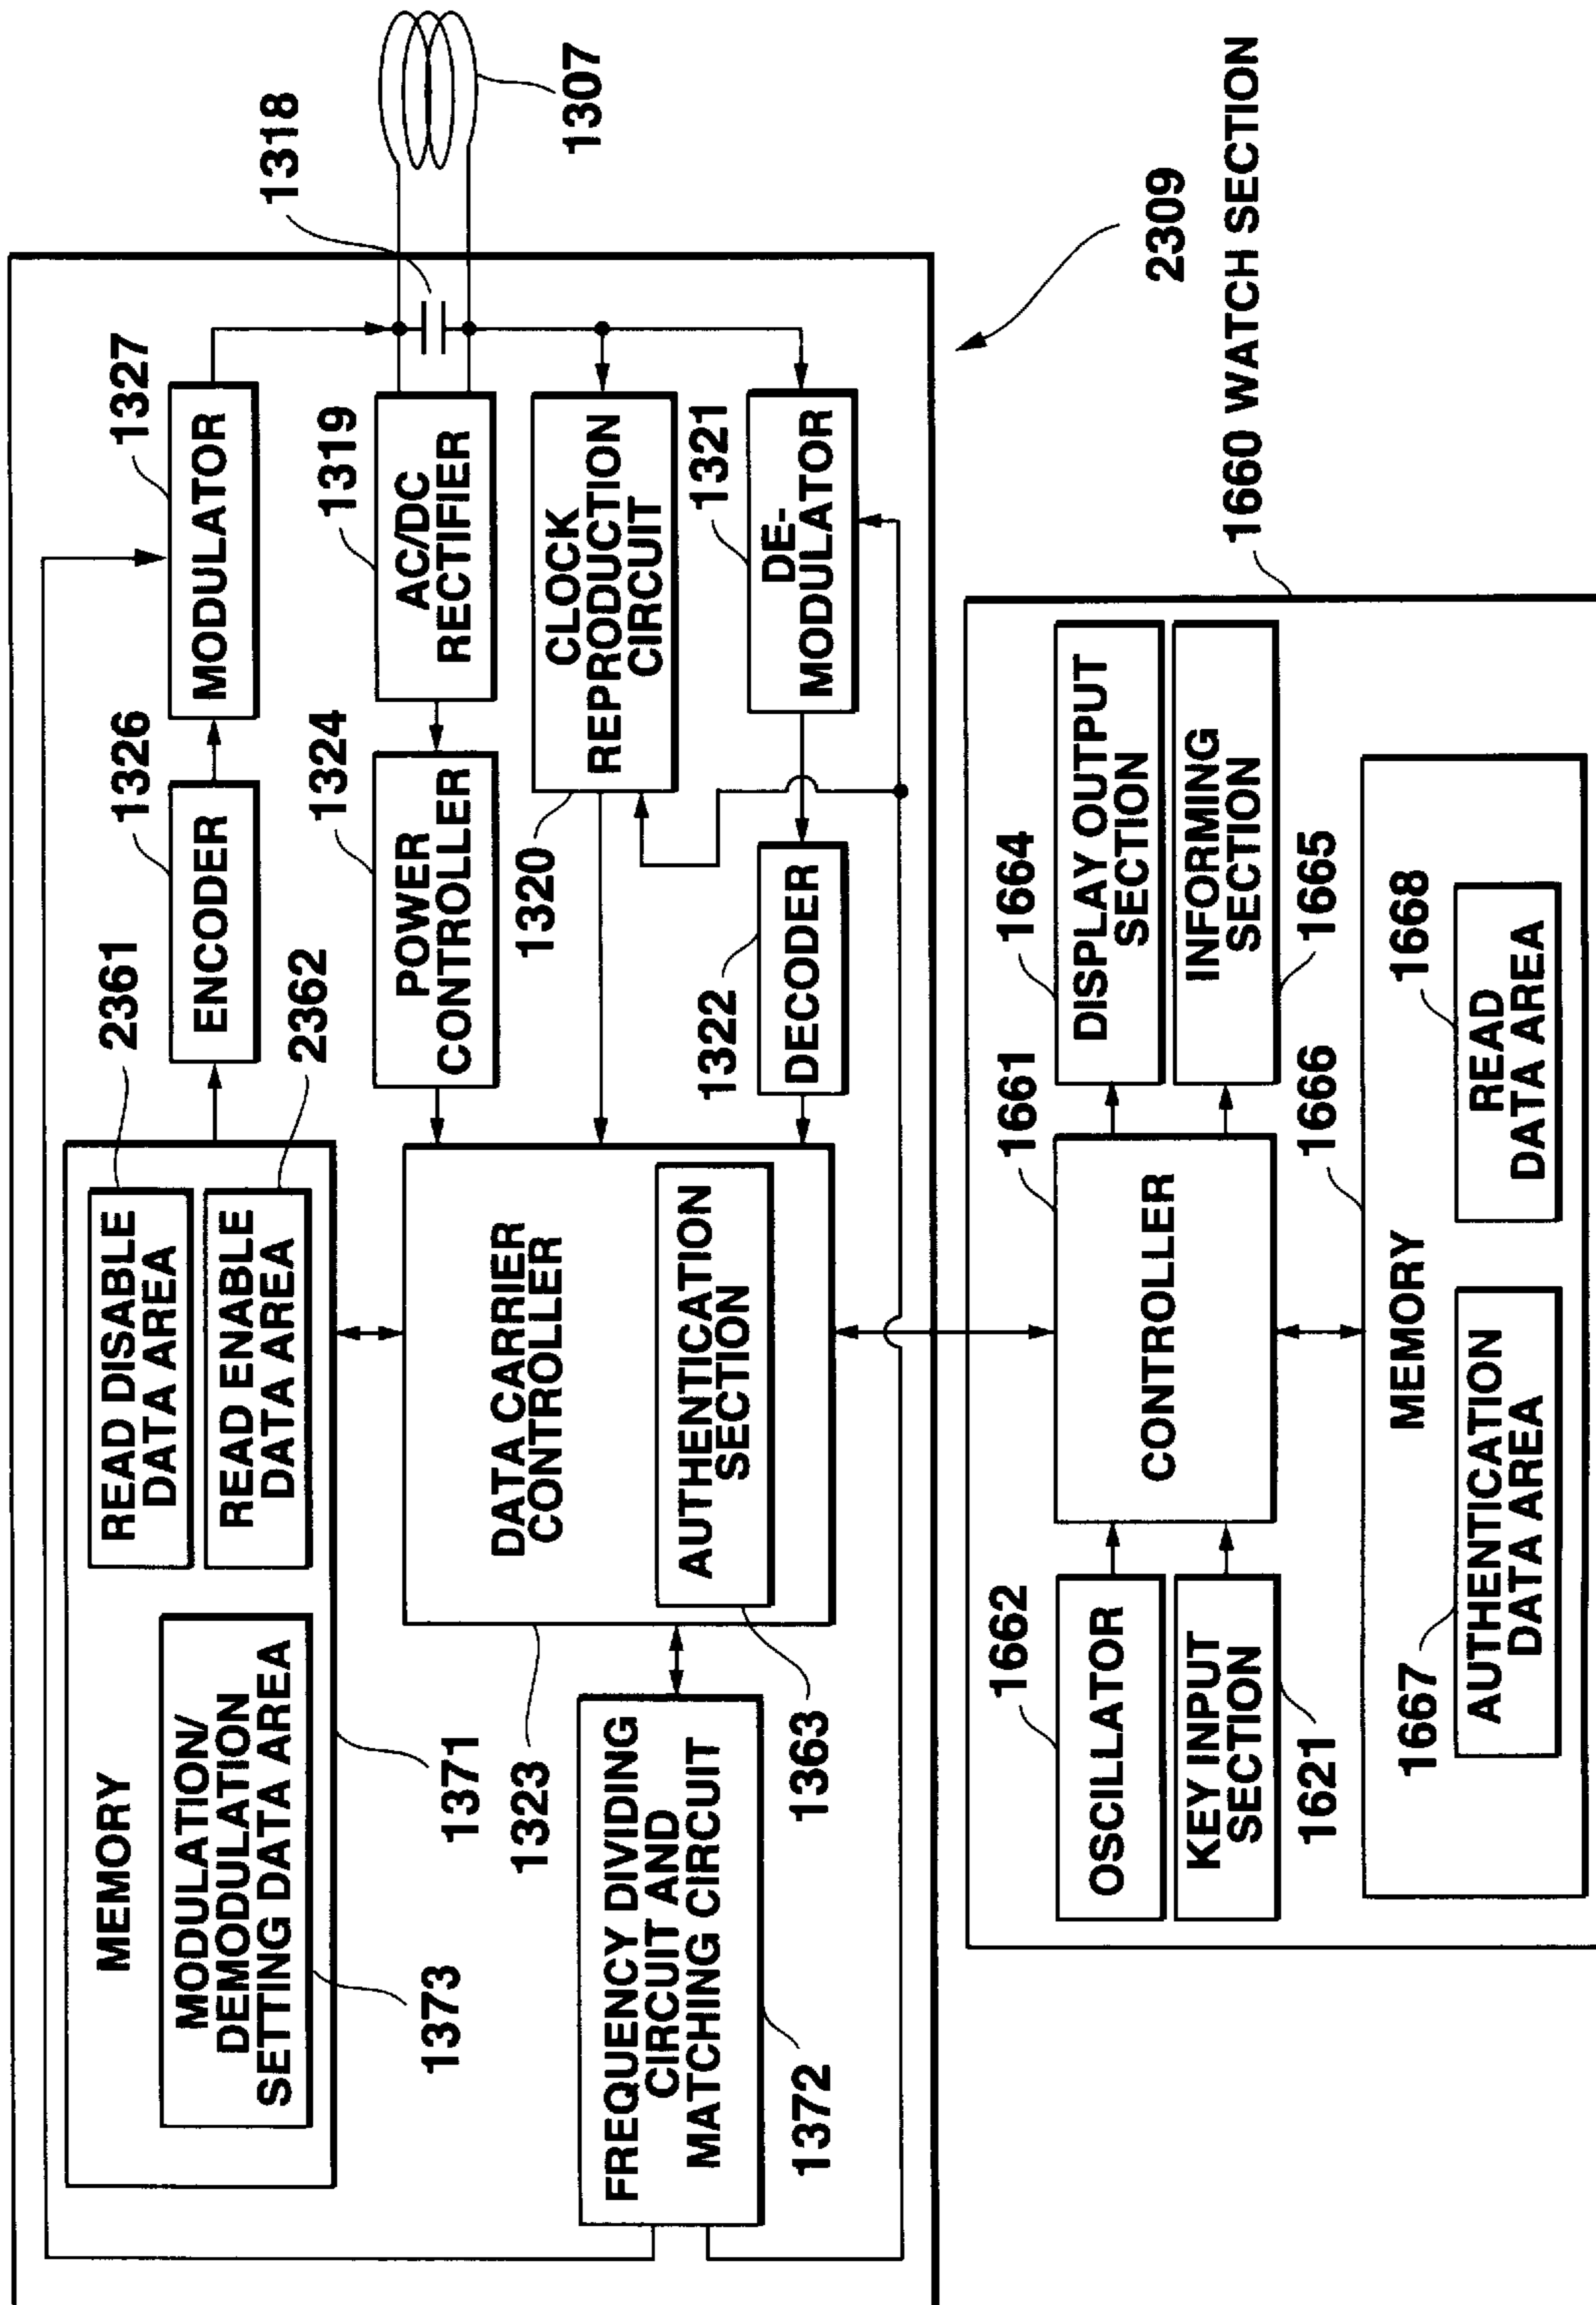 MEMORY
MODULATION/
DEMODULATION
SETTING DATA AREA
1373
1371
READ DISABLE
DATA AREA
2361
READ ENABLE
DATA AREA
2362
ENCODER
1326
MODULATOR
1327
1318
1307
AC/DC
RECTIFIER
1319
POWER
CONTROLLER
1324
CLOCK
REPRODUCTION
CIRCUIT
1320
DE-
MODULATOR
1321
DECODER
1322
DATA CARRIER
CONTROLLER
1323
AUTHENTICATION
SECTION
1363
FREQUENCY DIVIDING
CIRCUIT AND
MATCHING CIRCUIT
1372
2309
1660 WATCH SECTION
OSCILLATOR
1662
KEY INPUT
SECTION
1621
CONTROLLER
1661
DISPLAY OUTPUT
SECTION
1664
INFORMING
SECTION
1665
1666
MEMORY
AUTHENTICATION
DATA AREA
1667
READ
DATA AREA
1668